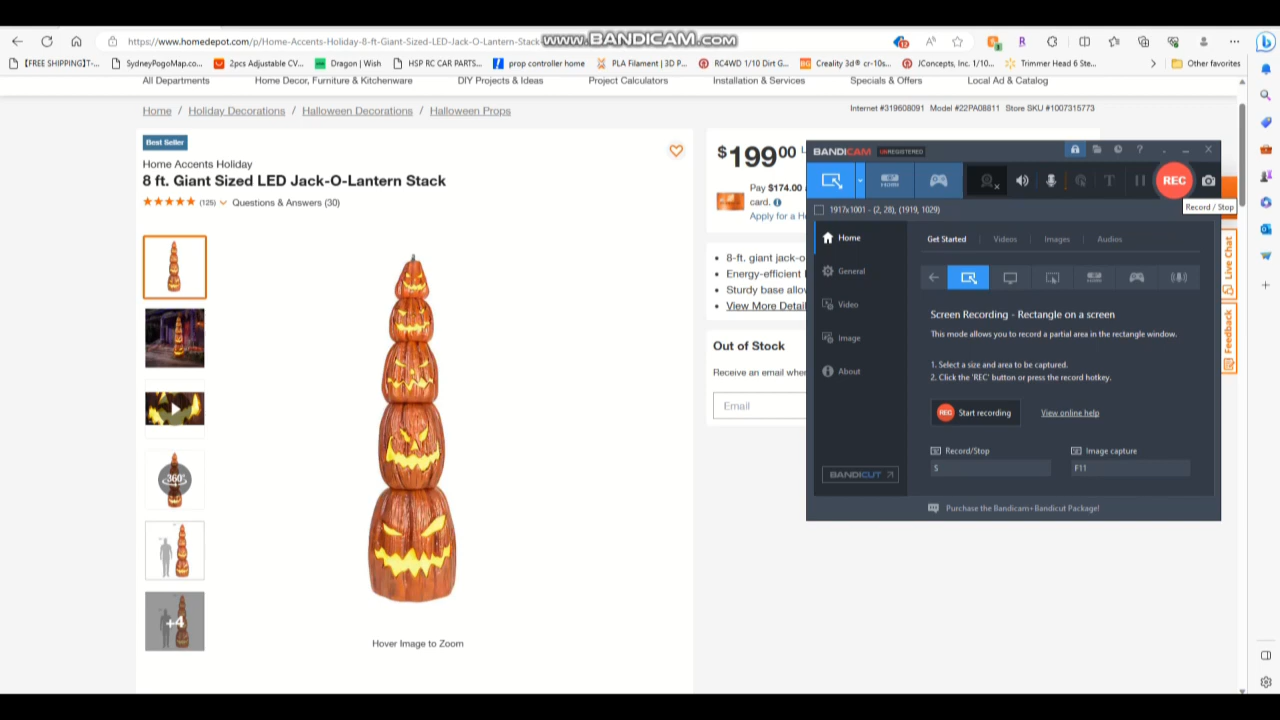 www.BANDICAM.com
https://www.homedepot.com/p/Home-Accents-Holiday-8-ft-Giant-Sized-LED-Jack-O-Lantern-Stack-
【FREE SHIPPING】T-...
SydneyPogoMap.co...
2pcs Adjustable CV...
Dragon | Wish
HSP RC CAR PARTS...
prop controller home
PLA Filament | 3D P...
RC4WD 1/10 Dirt G...
Creality 3d® cr-10s...
JConcepts, Inc. 1/10...
Trimmer Head 6 Ste...
Other favorites
All Departments
Home Decor, Furniture & Kitchenware
DIY Projects & Ideas
Project Calculators
Installation & Services
Specials & Offers
Local Ad & Catalog
Home / Holiday Decorations / Halloween Decorations / Halloween Props
Internet #319608091 Model #22PA08811 Store SKU #1007315773
Best Seller
Home Accents Holiday
8 ft. Giant Sized LED Jack-O-Lantern Stack
(125)
Questions & Answers (30)
360°
+4
Hover Image to Zoom
$19900
Pay $174.00
card.
Apply for a H
8-ft. giant jack-o
Energy-efficient
Sturdy base allow
View More Detai
Out of Stock
Receive an email when
Email
BANDICAM UNREGISTERED
REC
Record / Stop
1917x1001 - (2, 28), (1919, 1029)
Home
General
Video
Image
About
BANDICUT
Get Started
Videos
Images
Audios
Screen Recording - Rectangle on a screen
This mode allows you to record a partial area in the rectangle window.
1. Select a size and area to be captured.
2. Click the 'REC' button or press the record hotkey.
REC Start recording
View online help
Record/Stop
Image capture
S
F11
Purchase the Bandicam+Bandicut Package!
Live Chat
Feedback